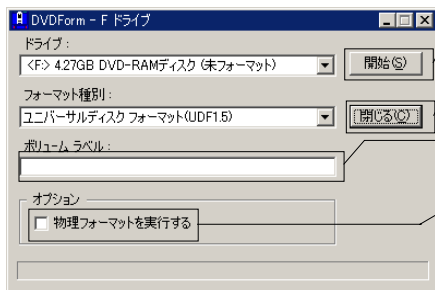 DVDForm - F ドライブ
ドライブ:
<F:> 4.27GB DVD-RAMディスク (未フォーマット)
開始(S)
フォーマット種別:
ユニバーサルディスク フォーマット(UDF1.5)
閉じる(C)
ボリューム ラベル:
オプション
物理フォーマットを実行する